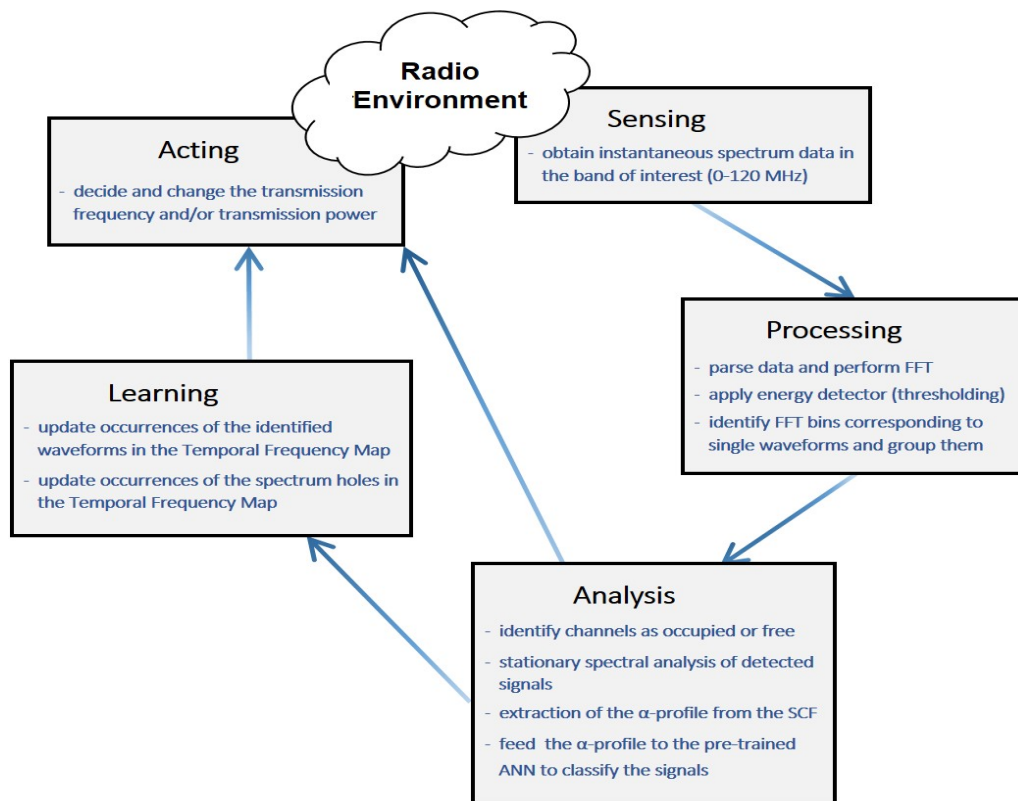 Radio
Environment
Sensing
- obtain instantaneous spectrum data in
the band of interest (0-120 MHz)
Processing
- parse data and perform FFT
- apply energy detector (thresholding)
- identify FFT bins corresponding to
single waveforms and group them
Analysis
- identify channels as occupied or free
- stationary spectral analysis of detected
signals
- extraction of the α-profile from the SCF
- feed the α-profile to the pre-trained
ANN to classify the signals
Learning
- update occurrences of the identified
waveforms in the Temporal Frequency Map
- update occurrences of the spectrum holes in
the Temporal Frequency Map
Acting
- decide and change the transmission
frequency and/or transmission power